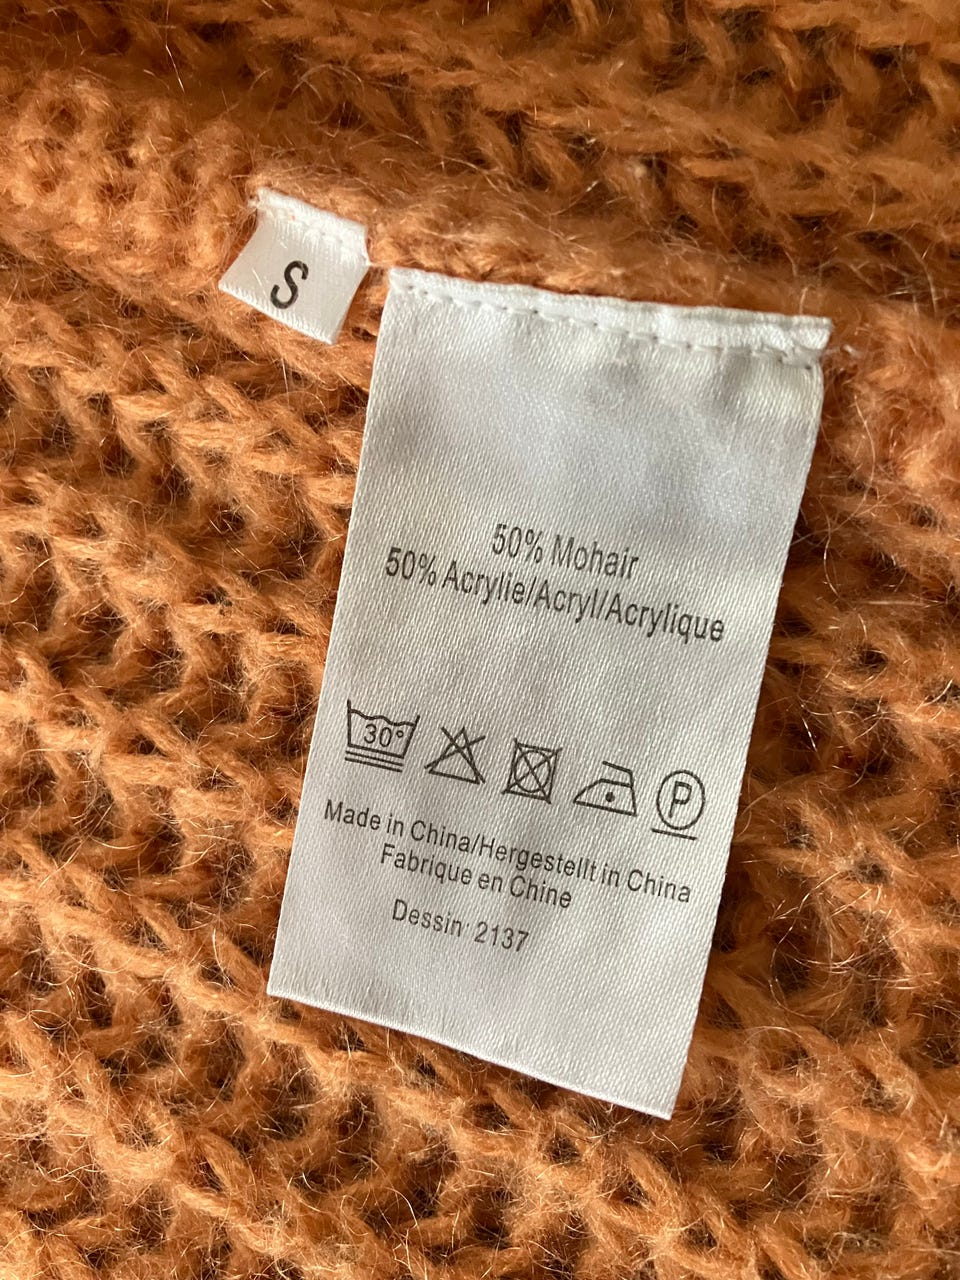 S
50% Mohair
50% Acrylie/Acryl/Acrylique
30°
P
Made in China/Hergestellt in China
Fabrique en Chine
Dessin: 2137